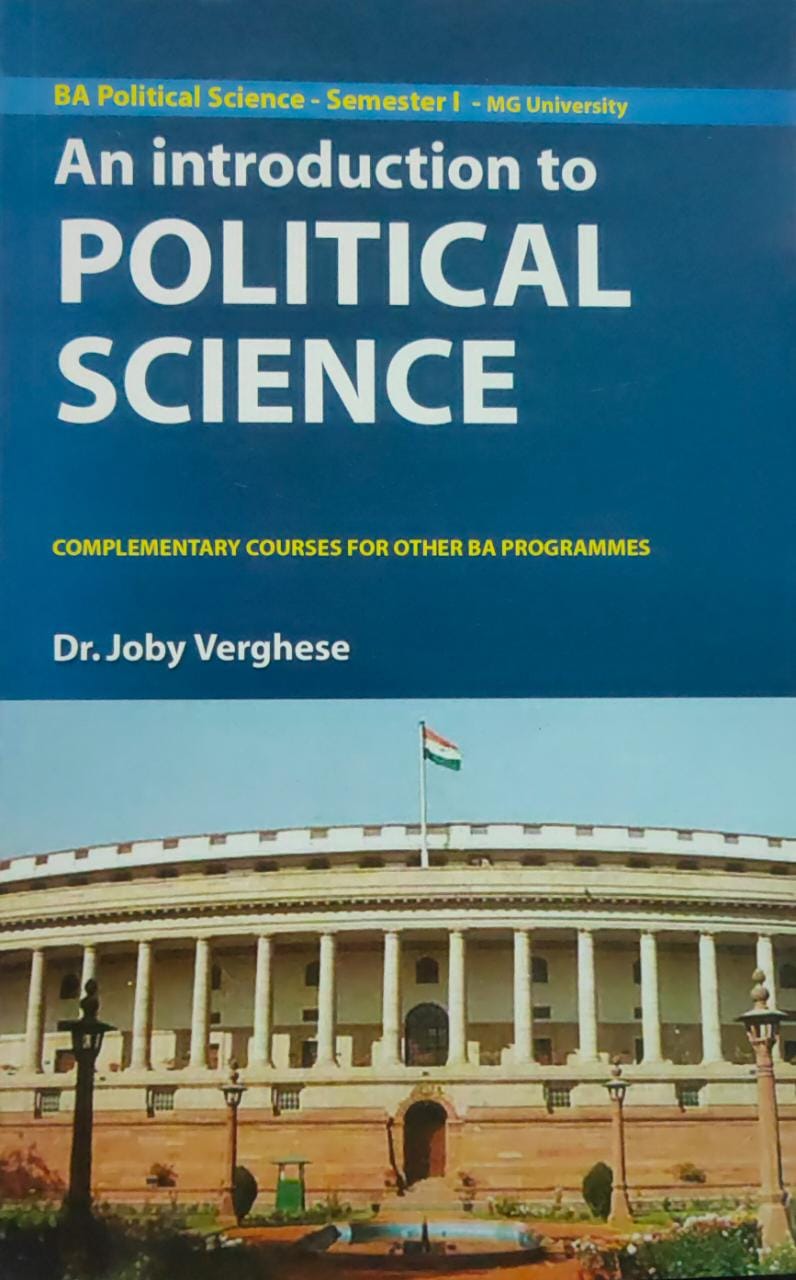 BA Political Science - Semester I - MG University
An introduction to
POLITICAL
SCIENCE
COMPLEMENTARY COURSES FOR OTHER BA PROGRAMMES
Dr. Joby Verghese